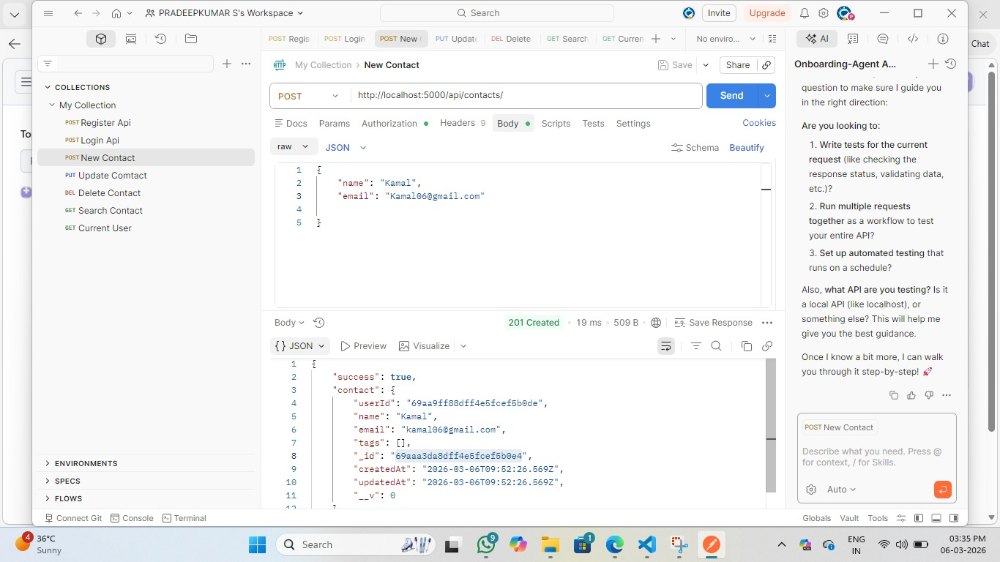 PRADEEPKUMAR S's Workspace
Search
Invite
Upgrade
Chat
COLLECTIONS
My Collection
POST Register Api
POST Login Api
POST New Contact
PUT Update Comtact
DEL Delete Contact
GET Search Contact
GET Current User
ENVIRONMENTS
SPECS
FLOWS
POST Regis
POST Login
POST New
PUT Update
DEL Delete
GET Search
GET Curren
No enviro...
HTTP My Collection > New Contact
Save
Share
POST http://localhost:5000/api/contacts/
Send
Docs Params Authorization Headers 9 Body Scripts Tests Settings Cookies
raw JSON Schema Beautify
1 {
2 "name": "Kamal",
3 "email": "Kamal06@gmail.com"
4
5 }
Body 201 Created 19 ms 509 B e.g. Save Response
{} JSON Preview Visualize
1 {
2 "success": true,
3 "contact": {
4 "userId": "69aa9ff88dff4e5fcef5b0de",
5 "name": "Kamal",
6 "email": "kamal06@gmail.com",
7 "tags": [],
8 "_id": "69aaa3da8dff4e5fcef5b0e4",
9 "createdAt": "2026-03-06T09:52:26.569Z",
10 "updatedAt": "2026-03-06T09:52:26.569Z",
11 "__v": 0
12 }
AI
Onboarding-Agent A...
question to make sure I guide you
in the right direction:
Are you looking to:
1. Write tests for the current
request (like checking the
response status, validating data,
etc.)?
2. Run multiple requests
together as a workflow to test
your entire API?
3. Set up automated testing that
runs on a schedule?
Also, what API are you testing? Is it
a local API (like localhost), or
something else? This will help me
give you the best guidance.
Once I know a bit more, I can walk
you through it step-by-step! 🚀
POST New Contact
Describe what you need. Press @
for context, / for Skills.
Auto
Connect Git Console Terminal
Globals Vault Tools
4
36°C
Sunny
Search
9
1
ENG
IN
03:35 PM
06-03-2026